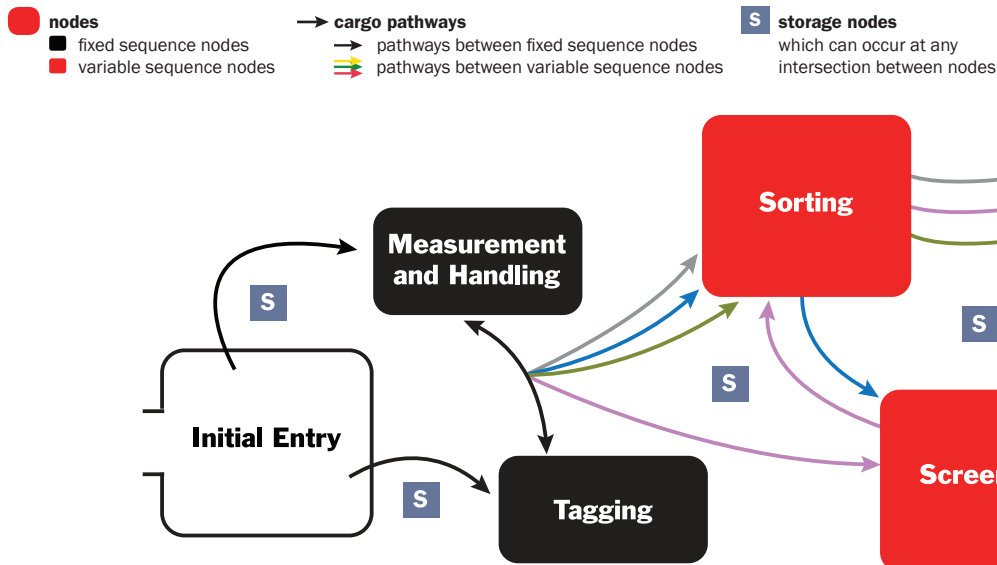 nodes
fixed sequence nodes
variable sequence nodes
cargo pathways
pathways between fixed sequence nodes
pathways between variable sequence nodes
S
storage nodes
which can occur at any
intersection between nodes
Sorting
Measurement
and Handling
S
S
S
Initial Entry
S
Screen
Tagging